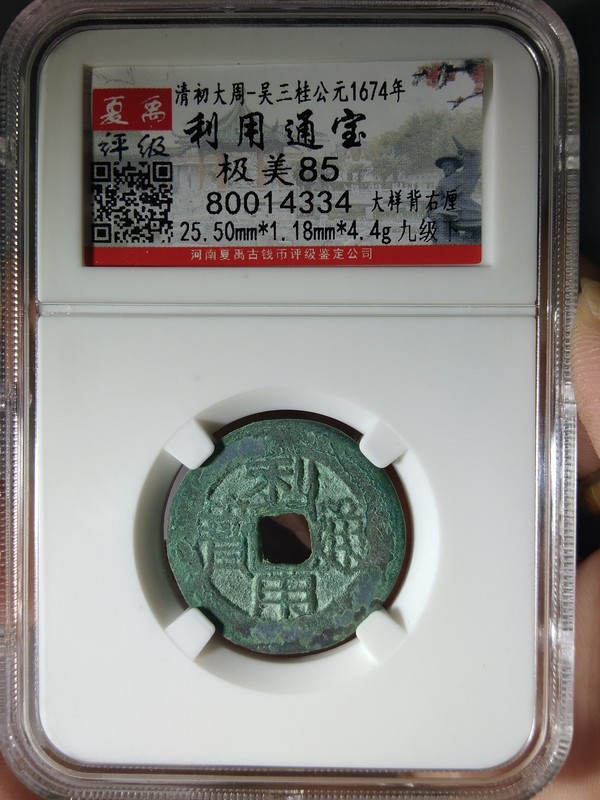 清初大周-吴三桂公元1674年
夏禹
评级
利用通宝
极美85
80014334 大样背右厘
25.50mm*1.18mm*4.4g 九级下
河南夏禹古钱币评级鉴定公司
利
用
通
寳